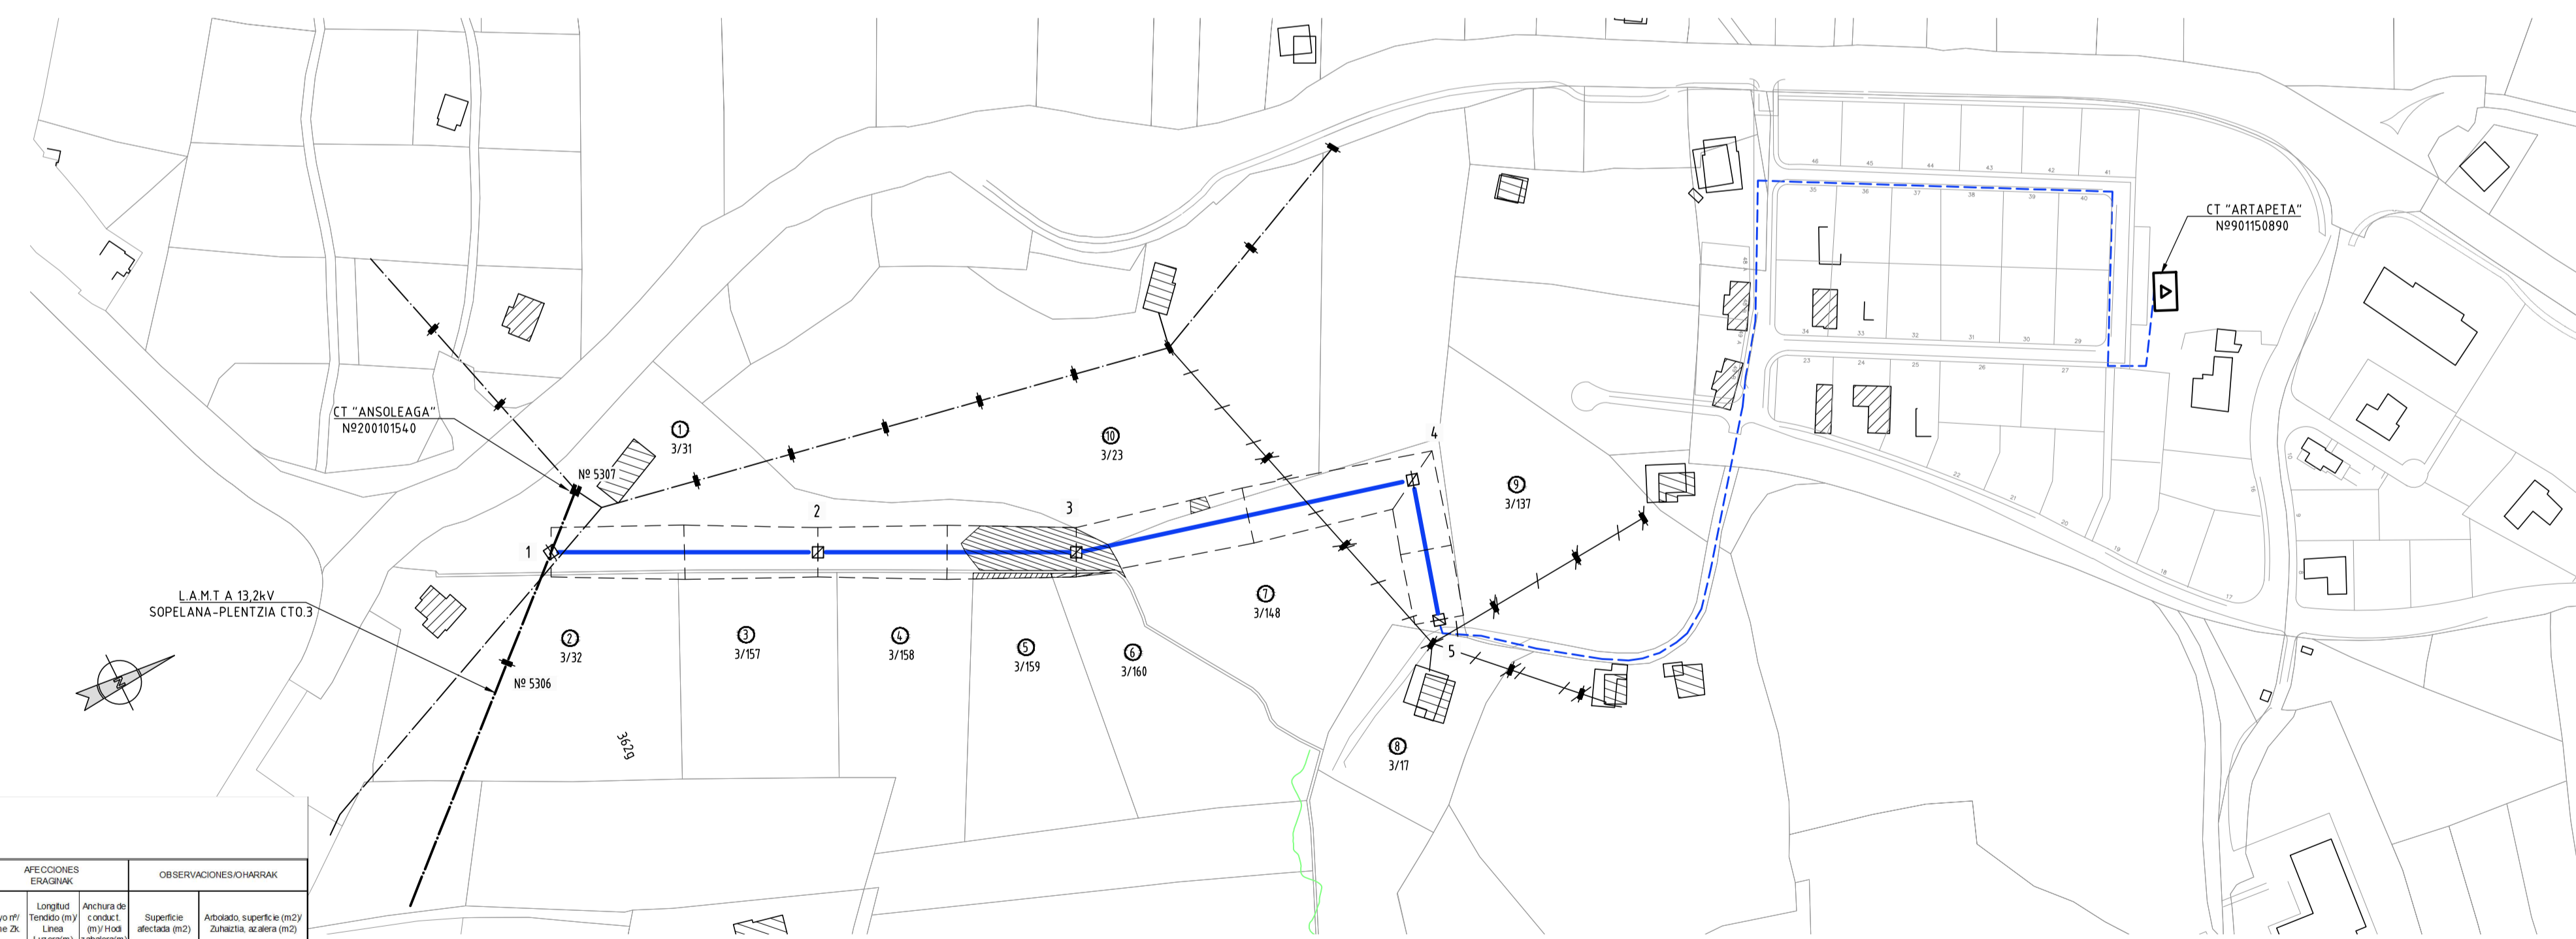 46
45
44
43
42
41
35
36
37
38
39
40
CT "ARTAPETA"
Nº901150890
34
33
32
31
30
29
23
24
25
26
27
CT "ANSOLEAGA"
Nº200101540
Nº 5307
1
3/31
10
3/23
4
9
3/137
22
21
20
19
18
17
16
10
9
8
1
2
3
L.A.M.T A 13,2kV
SOPELANA-PLENTZIA CTO.3
2
3/32
3
3/157
4
3/158
5
3/159
6
3/160
7
3/148
5
8
3/17
N
Nº 5306
3629
AFECCIONES
ERAGINAK
OBSERVACIONES/OHARRAK
Longitud
Tendido (m)/
Linea
Anchura de
conduct.
(m)/ Hodi
Superficie
afectada (m2)
Arbolado, superficie (m2)/
Zuhaiztia, azalera (m2)